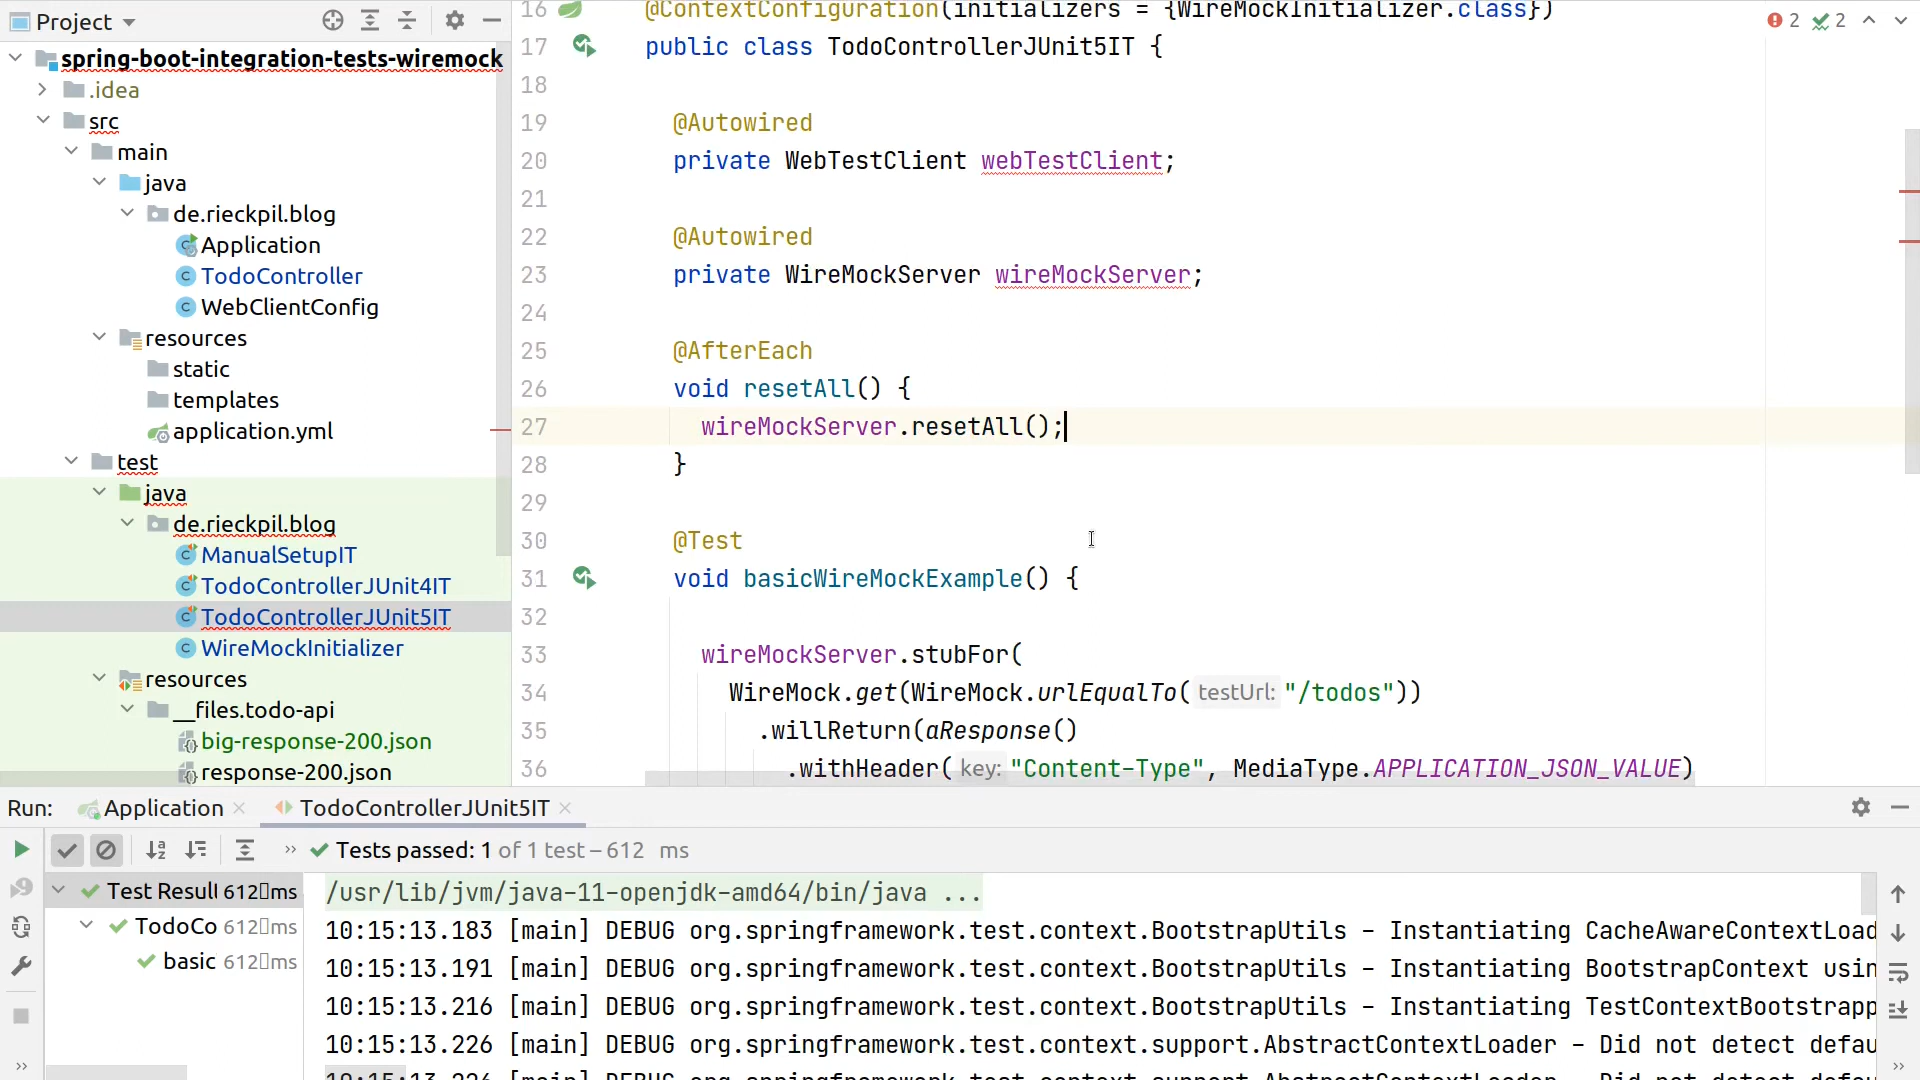 Project
spring-boot-integration-tests-wiremock
.idea
src
main
java
de.rieckpil.blog
Application
TodoController
WebClientConfig
resources
static
templates
application.yml
test
java
de.rieckpil.blog
ManualSetupIT
TodoControllerJUnit4IT
TodoControllerJUnit5IT
WireMockInitializer
resources
__files.todo-api
big-response-200.json
response-200.json
2 2
16 @ContextConfiguration(initializers = {WireMockInitializer.class})
17 public class TodoControllerJUnit5IT {
18
19 @Autowired
20 private WebTestClient webTestClient;
21
22 @Autowired
23 private WireMockServer wireMockServer;
24
25 @AfterEach
26 void resetAll() {
27 wireMockServer.resetAll();
28 }
29
30 @Test
31 void basicWireMockExample() {
32
33 wireMockServer.stubFor(
34 WireMock.get(WireMock.urlEqualTo( testUrl: "/todos"))
35 .willReturn(aResponse()
36 .withHeader( key: "Content-Type", MediaType.APPLICATION_JSON_VALUE)
Run: Application TodoControllerJUnit5IT
Tests passed: 1 of 1 test – 612 ms
Test Result 612 ms
TodoCo 612 ms
basic 612 ms
/usr/lib/jvm/java-11-openjdk-amd64/bin/java ...
10:15:13.183 [main] DEBUG org.springframework.test.context.BootstrapUtils - Instantiating CacheAwareContextLoad
10:15:13.191 [main] DEBUG org.springframework.test.context.BootstrapUtils - Instantiating BootstrapContext usin
10:15:13.216 [main] DEBUG org.springframework.test.context.BootstrapUtils - Instantiating TestContextBootstrapp
10:15:13.226 [main] DEBUG org.springframework.test.context.support.AbstractContextLoader - Did not detect defau